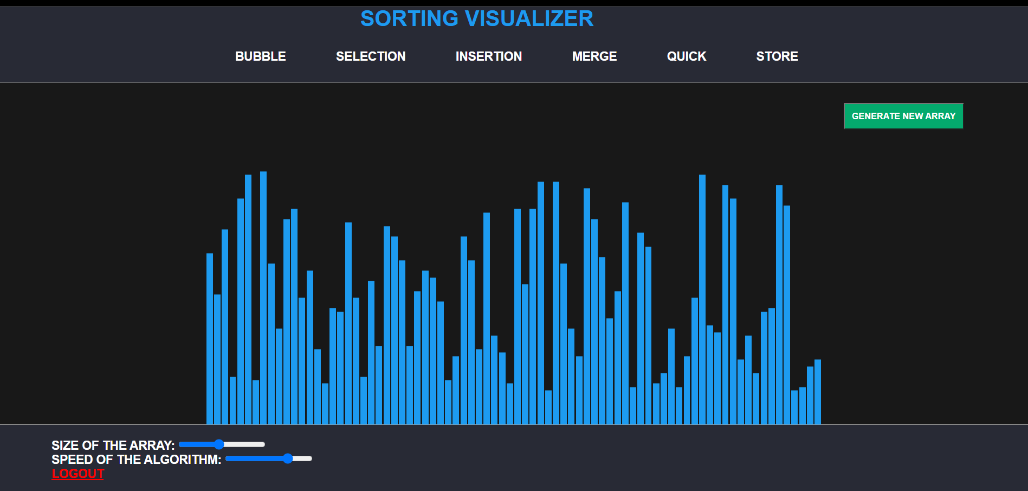 SORTING VISUALIZER
BUBBLE SELECTION INSERTION MERGE QUICK STORE
GENERATE NEW ARRAY
SIZE OF THE ARRAY:
SPEED OF THE ALGORITHM:
LOGOUT